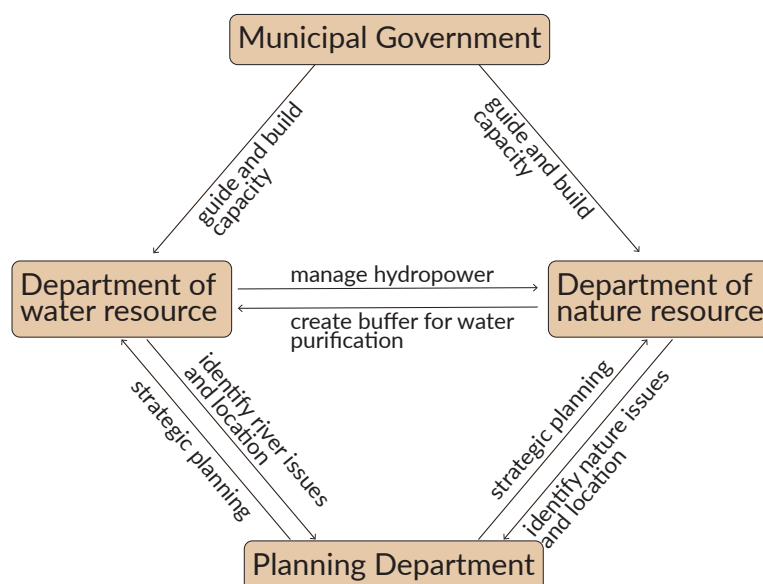 Municipal Government
guide and build
capacity
guide and build
capacity
Department of
water resource
manage hydropower
create buffer for water
purification
Department of
nature resource
identify river issues
and location
strategic planning
strategic planning
identify nature issues
and location
Planning Department